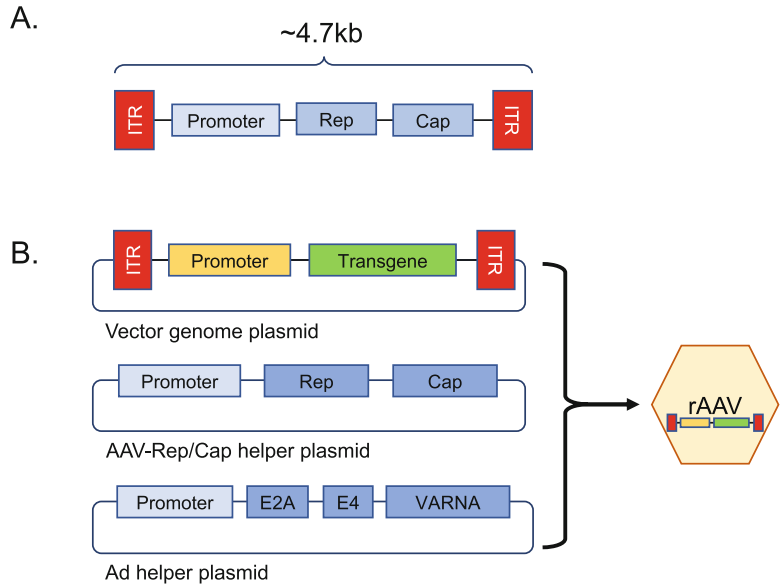 A.
~4.7kb
ITR Promoter Rep Cap ITR
B.
ITR Promoter Transgene ITR
Vector genome plasmid
Promoter Rep Cap
AAV-Rep/Cap helper plasmid
Promoter E2A E4 VARNA
Ad helper plasmid
rAAV